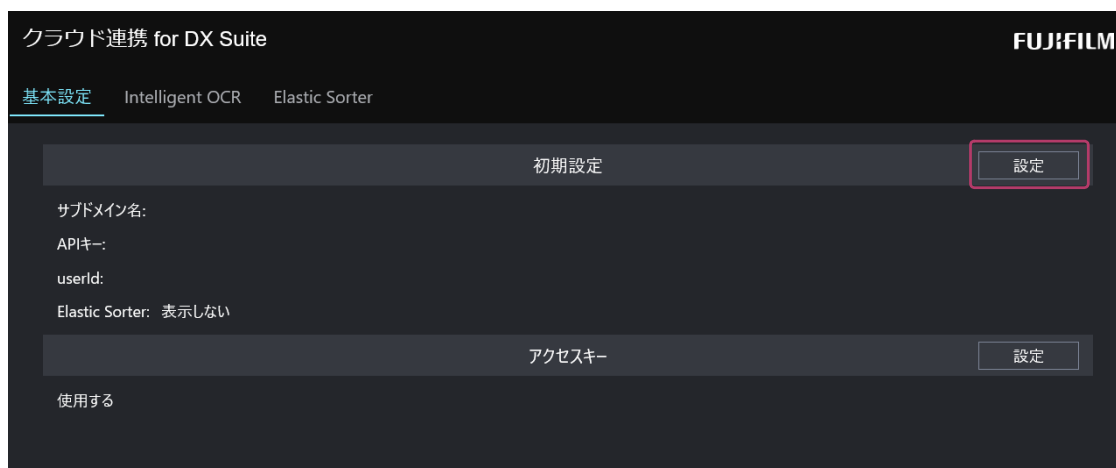 クラウド連携 for DX Suite
FUJIFILM
基本設定 Intelligent OCR Elastic Sorter
初期設定 設定
サブドメイン名:
APIキー:
userId:
Elastic Sorter: 表示しない
アクセスキー 設定
使用する